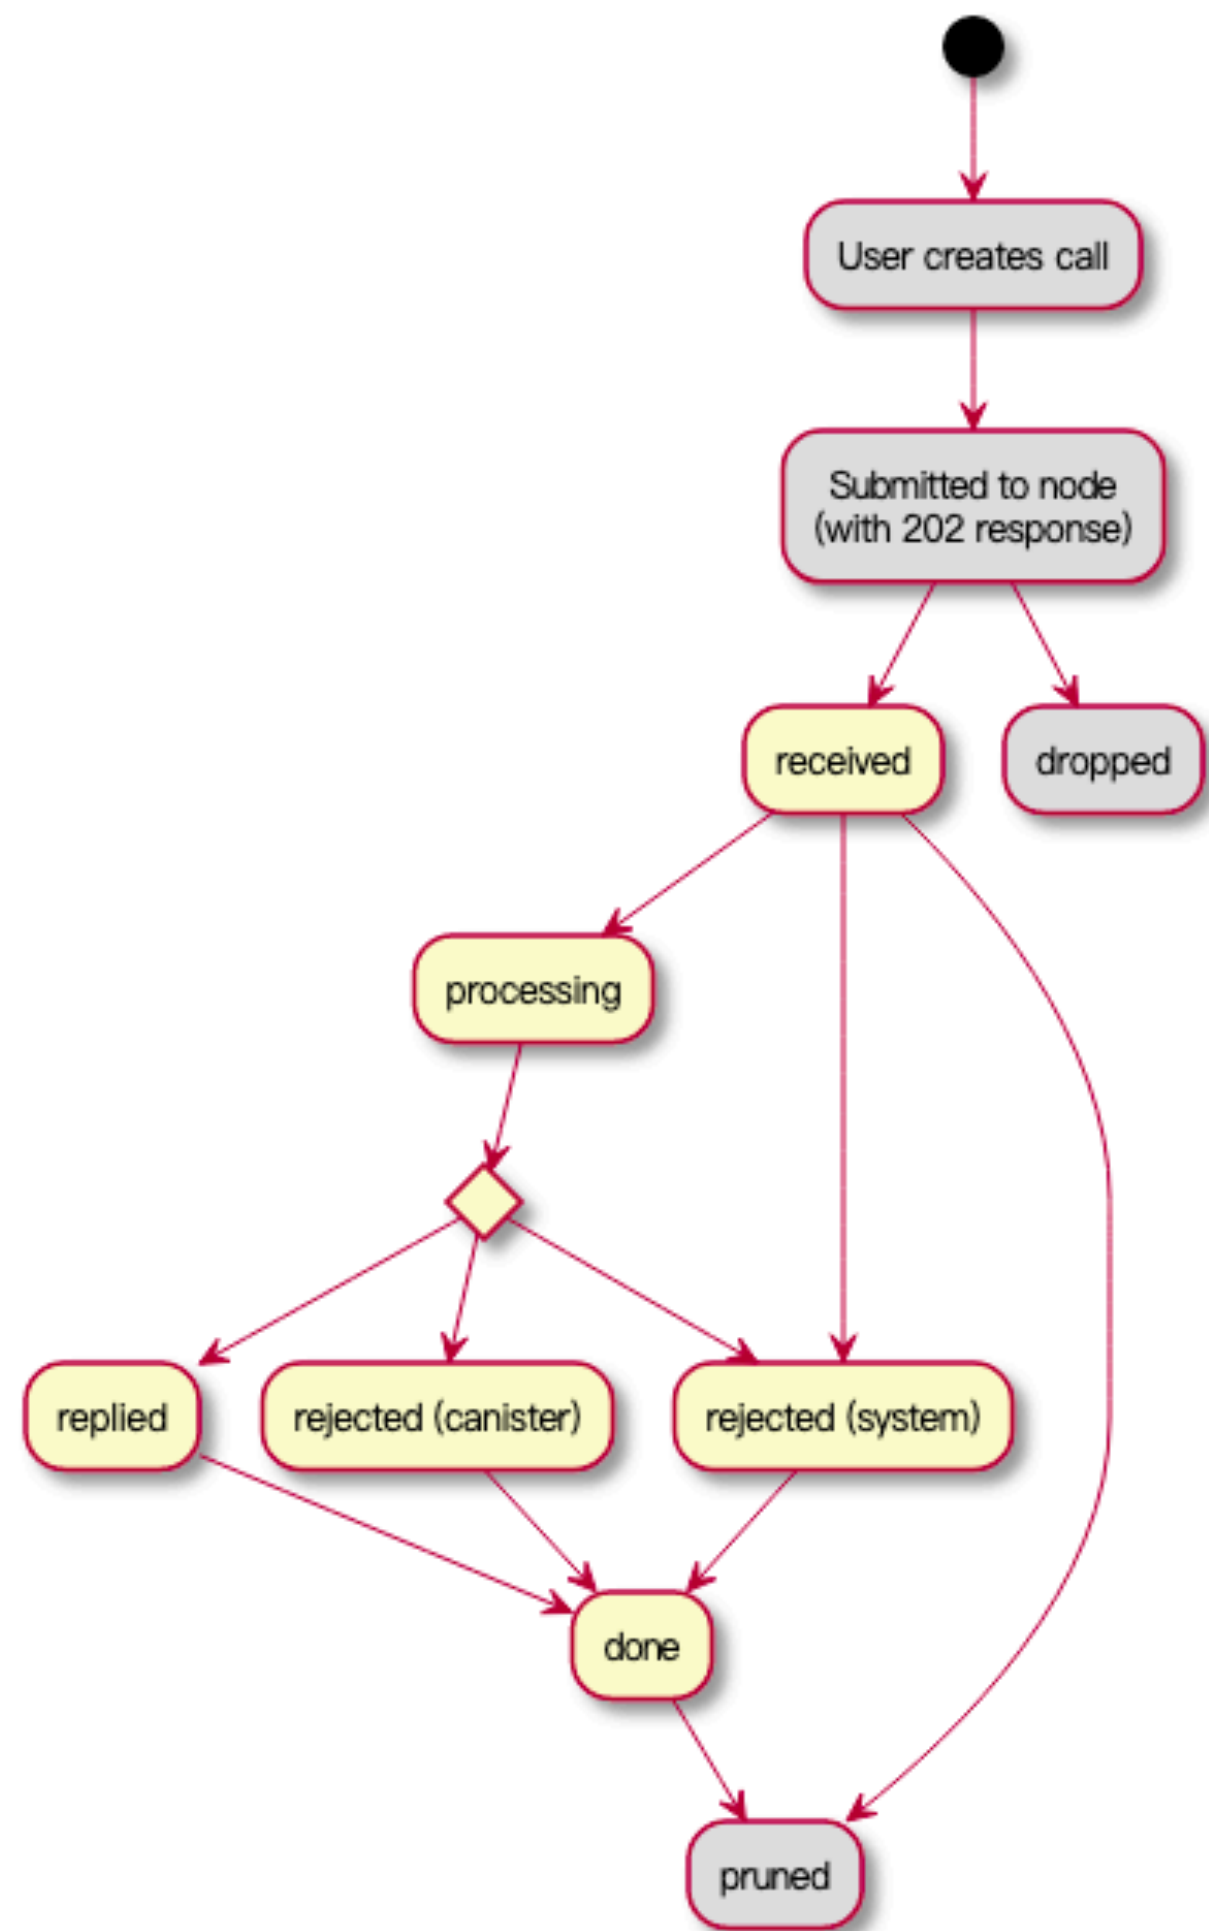 User creates call
Submitted to node
(with 202 response)
received
dropped
processing
replied
rejected (canister)
rejected (system)
done
pruned